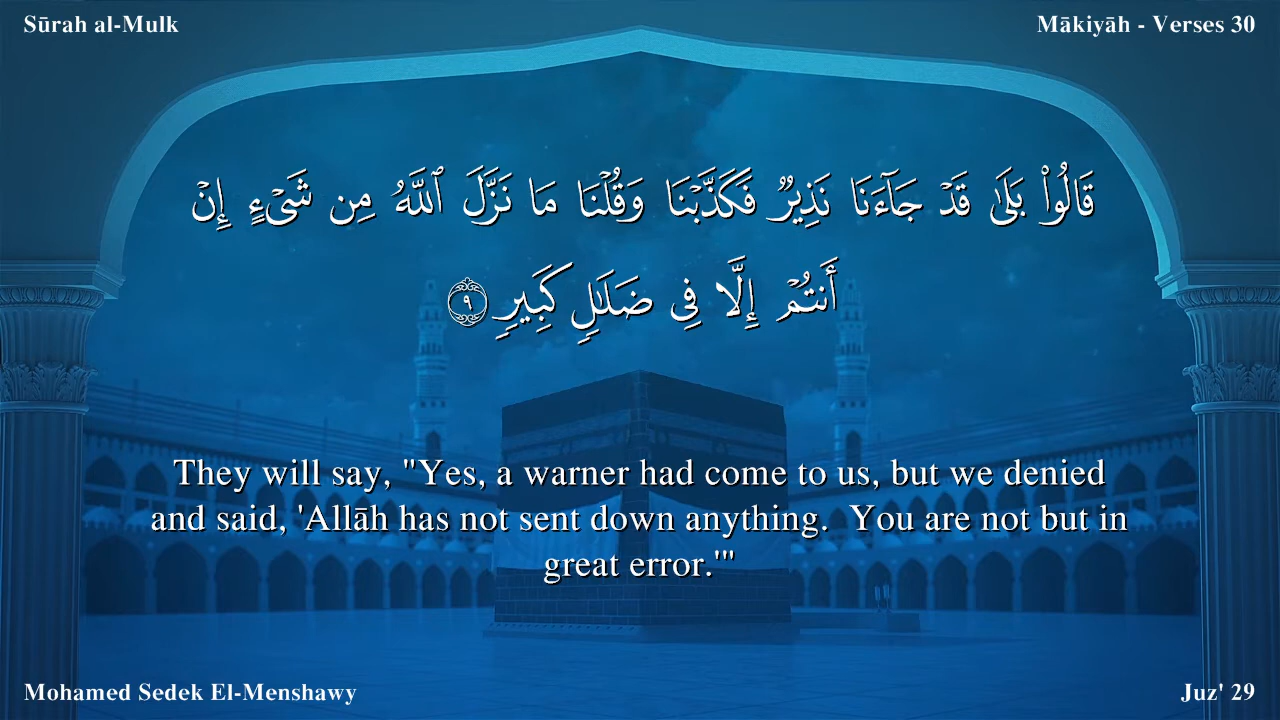 Sūrah al-Mulk
Mākiyāh - Verses 30
قَالُوا۟ بَلَىٰ قَدْ جَآءَنَا نَذِيرٌ فَكَذَّبْنَا وَقُلْنَا مَا نَزَّلَ ٱللَّهُ مِن شَىْءٍ إِنْ
أَنتُمْ إِلَّا فِى ضَلَٰلٍ كَبِيرٍ ٩
They will say, "Yes, a warner had come to us, but we denied
and said, 'Allāh has not sent down anything.  You are not but in
great error.'"
Mohamed Sedek El-Menshawy
Juz' 29